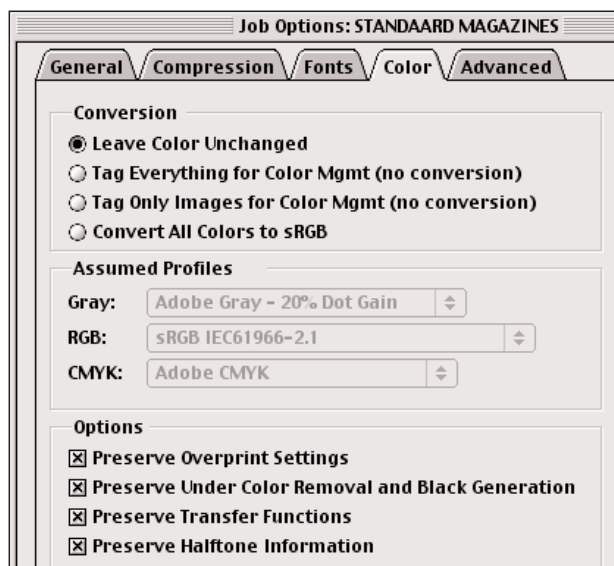 Job Options: STANDAARD MAGAZINES
General Compression Fonts Color Advanced
Conversion
Leave Color Unchanged
Tag Everything for Color Mgmt (no conversion)
Tag Only Images for Color Mgmt (no conversion)
Convert All Colors to sRGB
Assumed Profiles
Gray: Adobe Gray - 20% Dot Gain
RGB: sRGB IEC61966-2.1
CMYK: Adobe CMYK
Options
Preserve Overprint Settings
Preserve Under Color Removal and Black Generation
Preserve Transfer Functions
Preserve Halftone Information